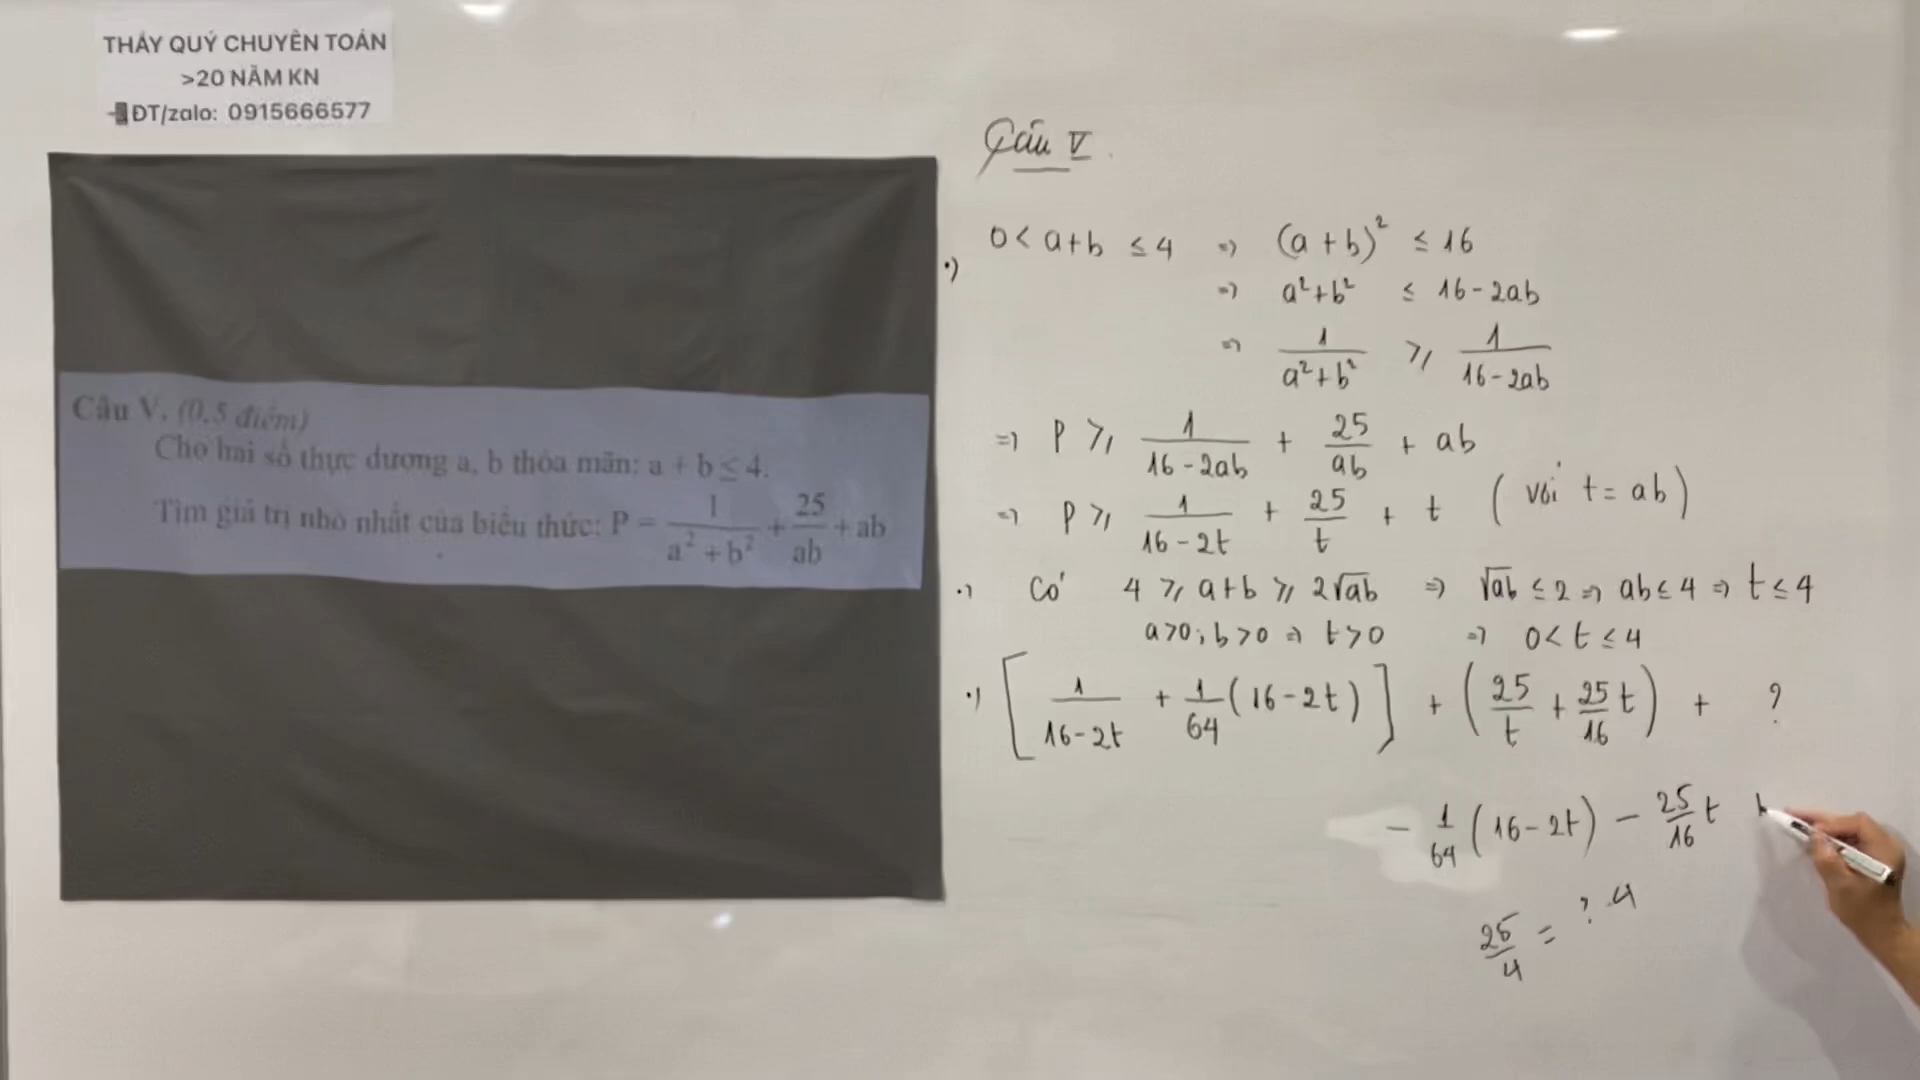 THẦY QUÝ CHUYÊN TOÁN
>20 NĂM KN
ĐT/zalo: 0915666577
Câu V. (0,5 điểm)
Cho hai số thực dương a, b thỏa mãn: a + b ≤ 4.
Tìm giá trị nhỏ nhất của biểu thức: P = 1/(a² + b²) + 25/ab + ab
Câu V.
•) 0 < a+b ≤ 4 ⇒ (a + b)² ≤ 16
⇒ a²+b² ≤ 16-2ab
⇒ 1/(a²+b²) ≥ 1/(16-2ab)
⇒ P ≥ 1/(16-2ab) + 25/ab + ab
⇒ P ≥ 1/(16-2t) + 25/t + t (với t = ab)
•) Có 4 ≥ a+b ≥ 2√ab ⇒ √ab ≤ 2 ⇒ ab ≤ 4 ⇒ t ≤ 4
a>0; b>0 ⇒ t>0 ⇒ 0 < t ≤ 4
•) [1/(16-2t) + 1/64 (16-2t)] + (25/t + 25/16 t) + ?
- 1/64 (16-2t) - 25/16 t
25/4 = ? 4